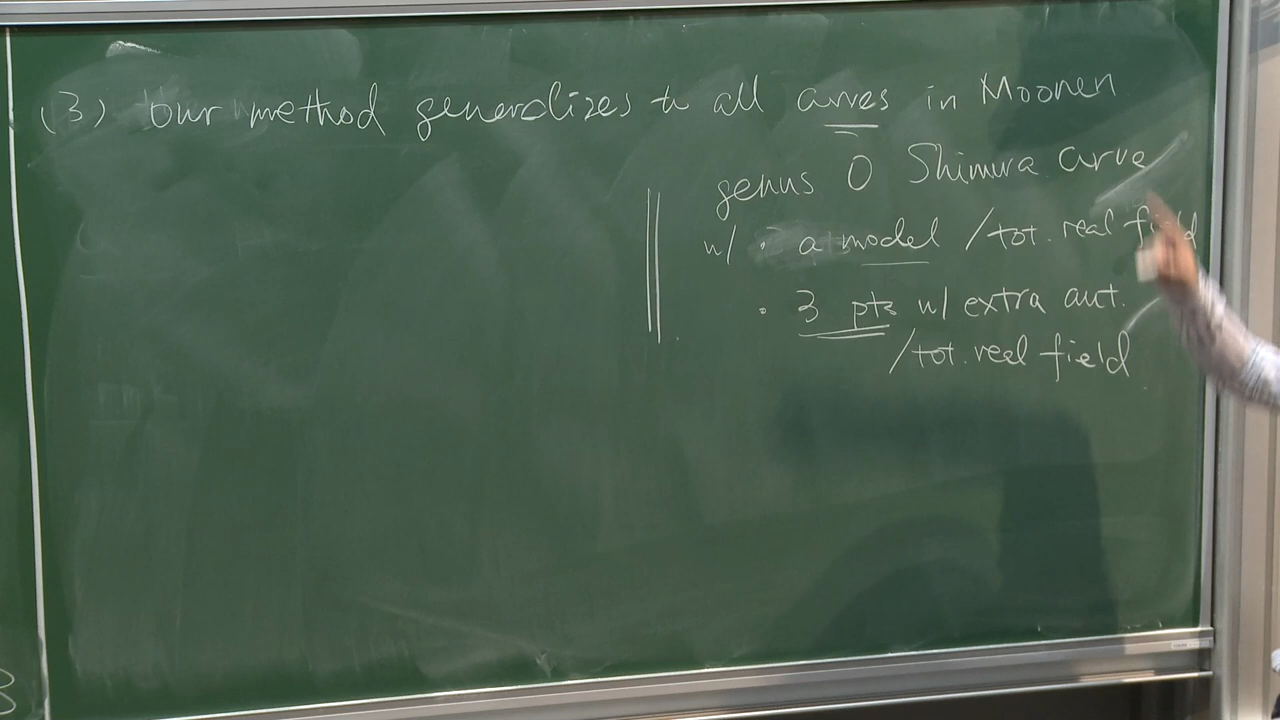 (3) Our method generalizes to all curves in Moonen
genus 0 Shimura curve
w/ · a model /tot. real field
· 3 pts w/ extra aut.
/tot. real field